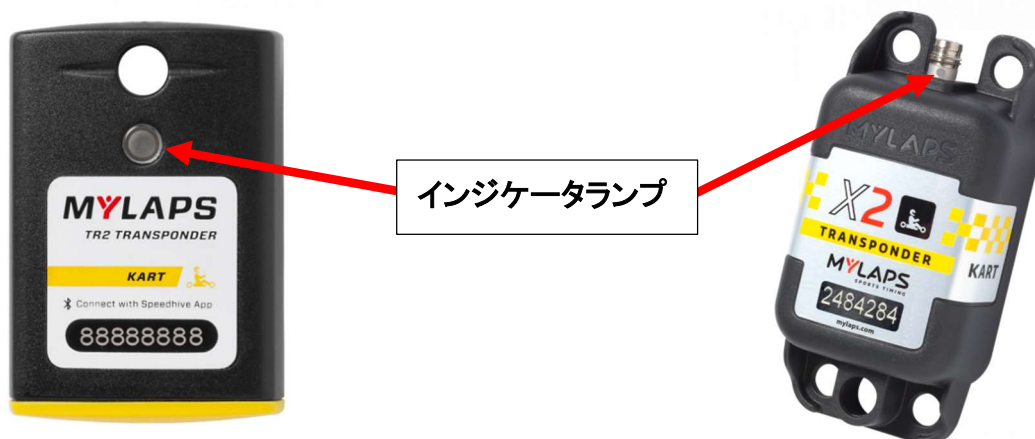 MYLAPS
TR2 TRANSPONDER
KART
Connect with Speedhive App
88888888
インジケータランプ
MYLAPS
X2
TRANSPONDER
MYLAPS
SPORTS TIMING
2484284
mylaps.com
KART